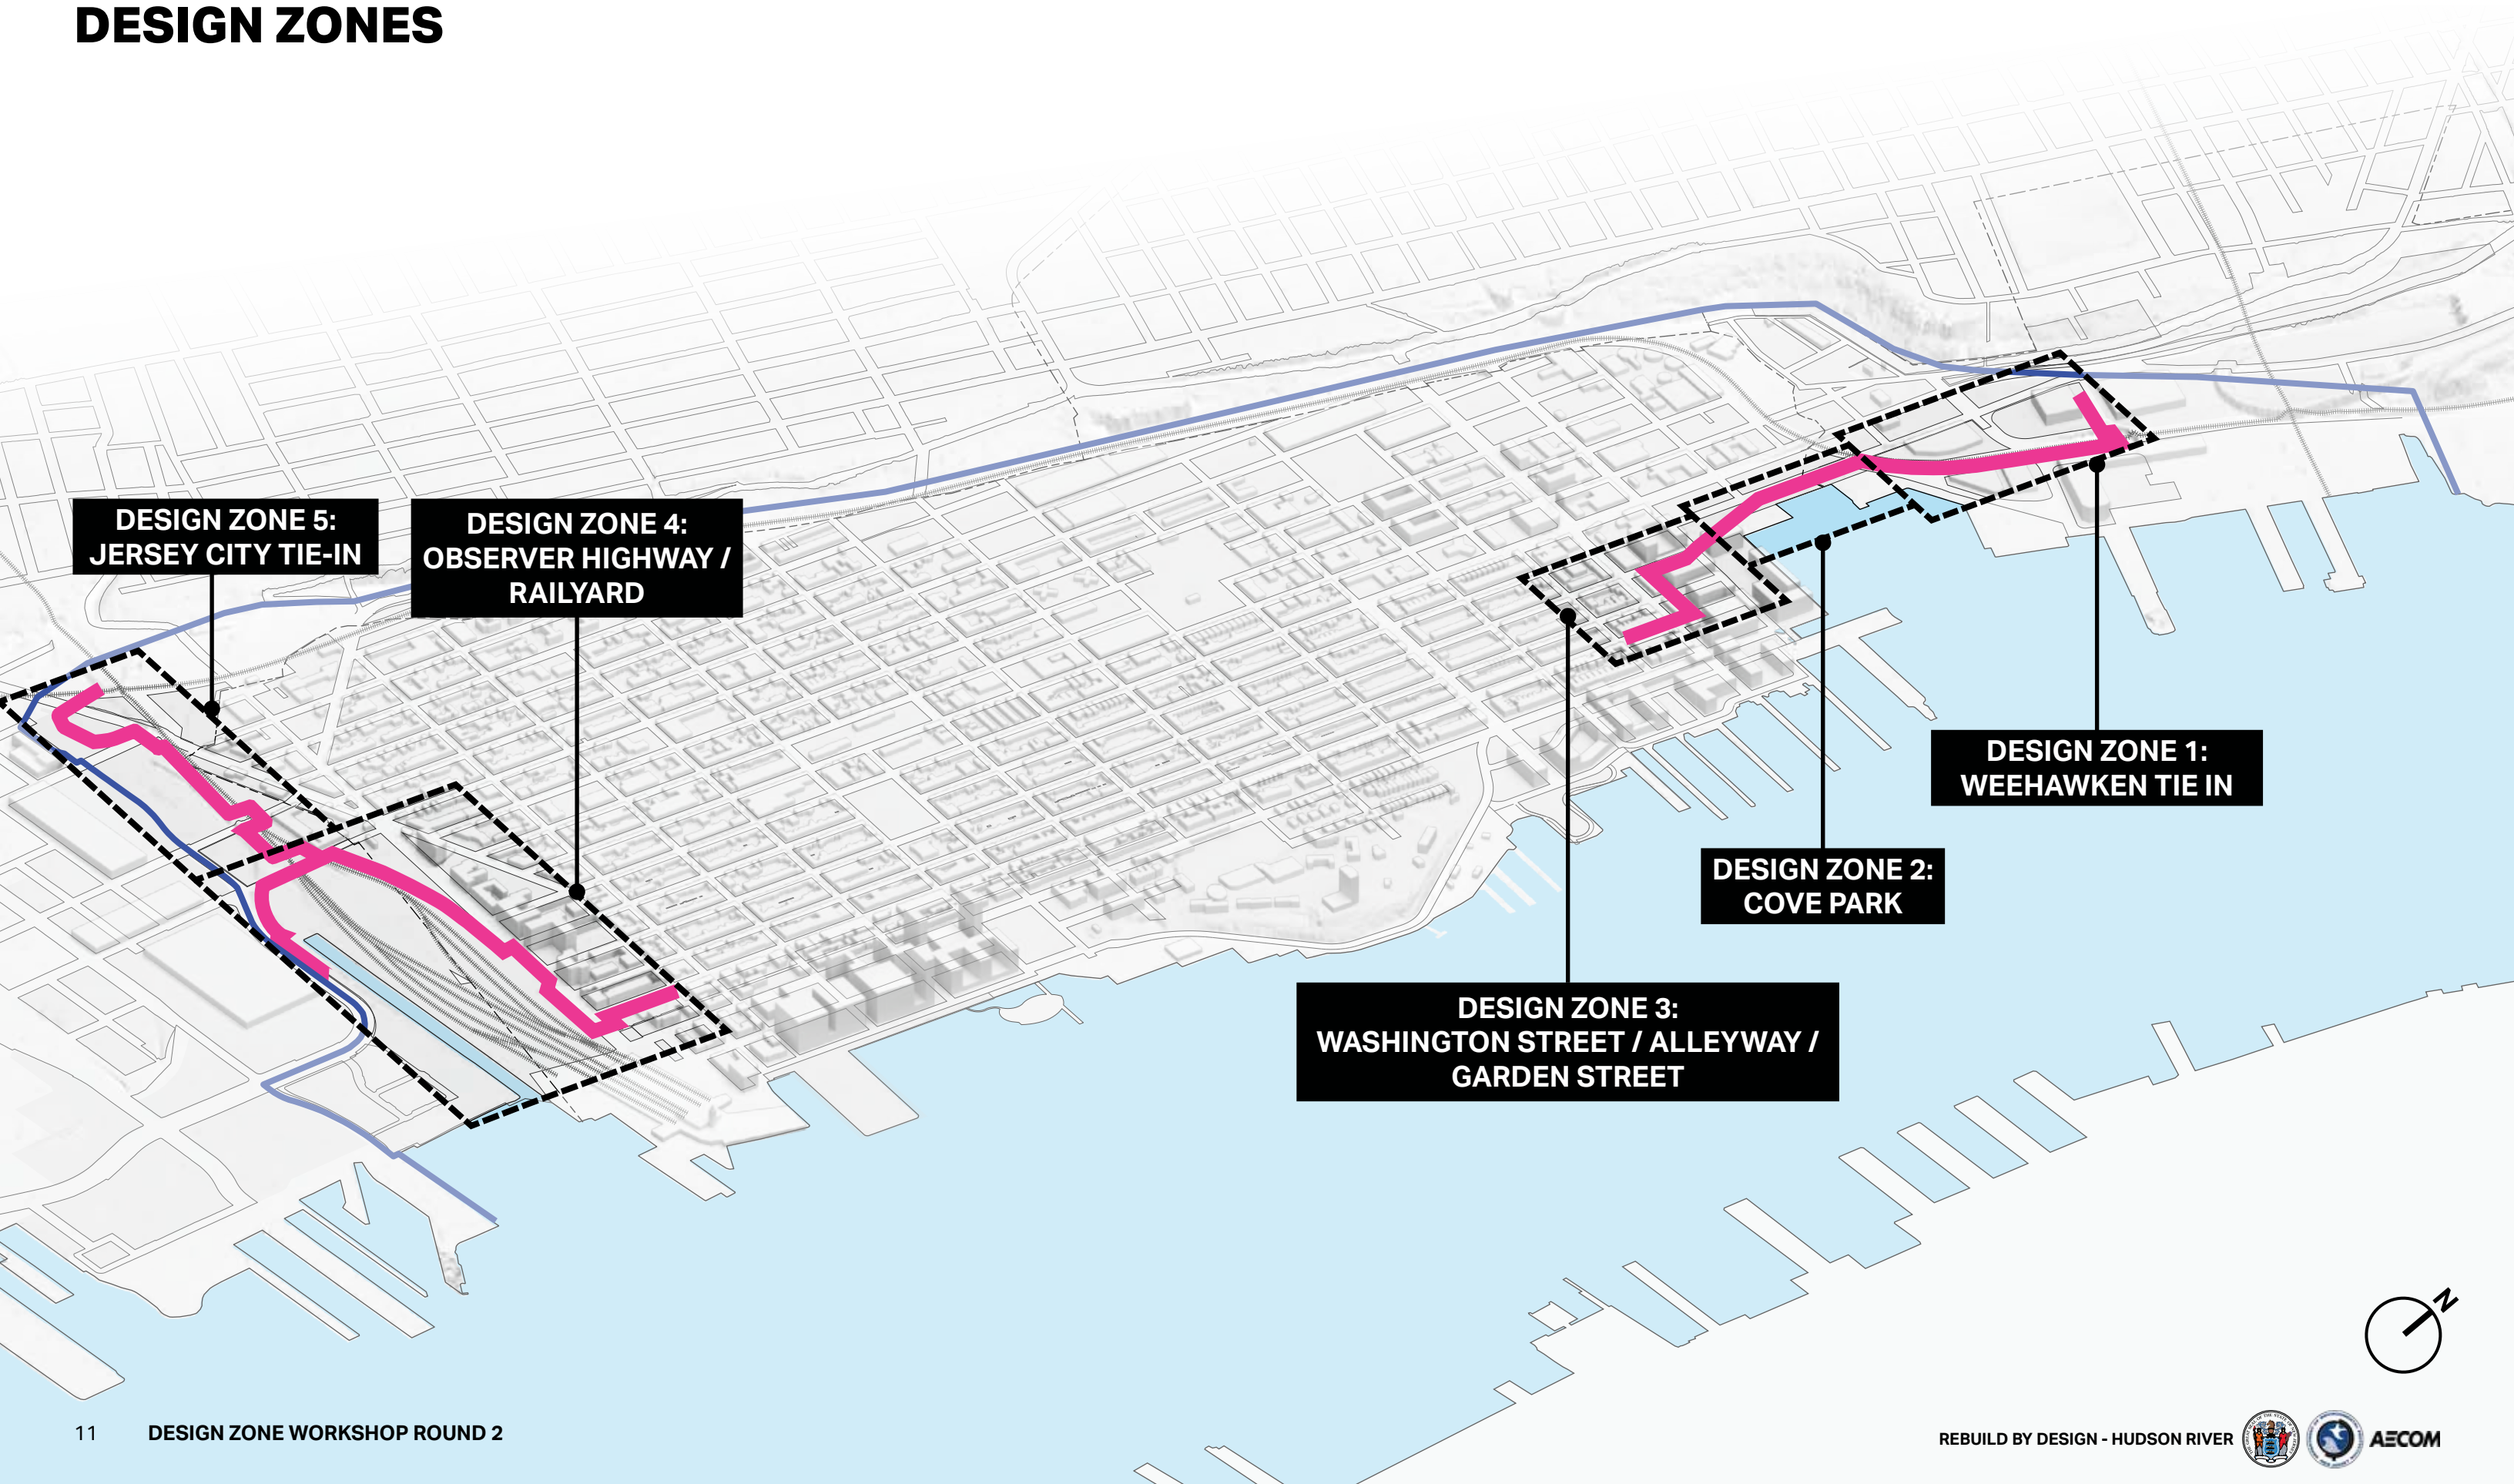 DESIGN ZONES
DESIGN ZONE 5:
JERSEY CITY TIE-IN
DESIGN ZONE 4:
OBSERVER HIGHWAY /
RAILYARD
DESIGN ZONE 1:
WEEHAWKEN TIE IN
DESIGN ZONE 2:
COVE PARK
DESIGN ZONE 3:
WASHINGTON STREET / ALLEYWAY /
GARDEN STREET
N
11 DESIGN ZONE WORKSHOP ROUND 2
REBUILD BY DESIGN - HUDSON RIVER
AECOM